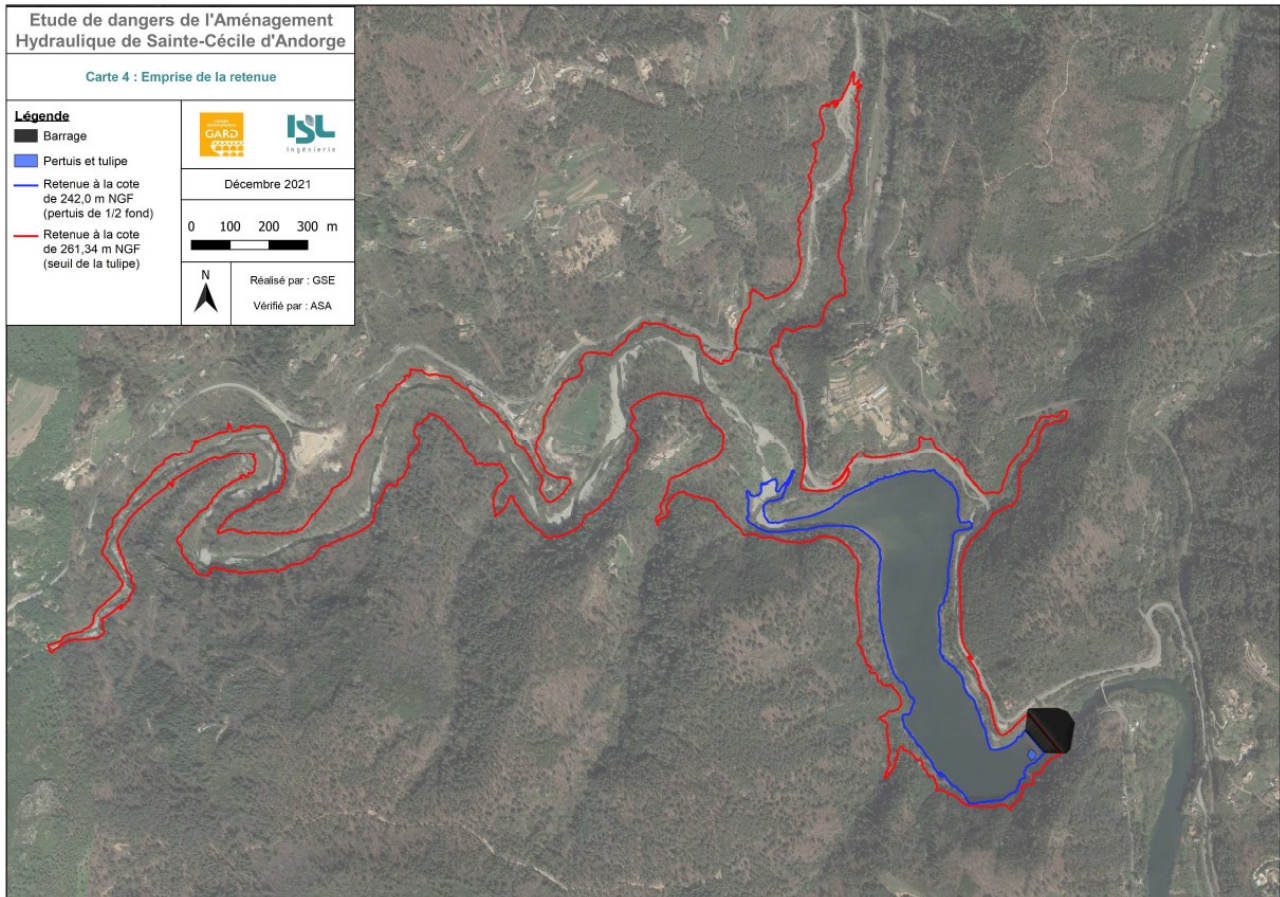 Etude de dangers de l'Aménagement
Hydraulique de Sainte-Cécile d'Andorge
Carte 4 : Emprise de la retenue
Légende
Barrage
Pertuis et tulipe
Retenue à la cote
de 242,0 m NGF
(pertuis de 1/2 fond)
Retenue à la cote
de 261,34 m NGF
(seuil de la tulipe)
GARD
ISL
Ingénierie
Décembre 2021
0 100 200 300 m
N
Réalisé par : GSE
Vérifié par : ASA